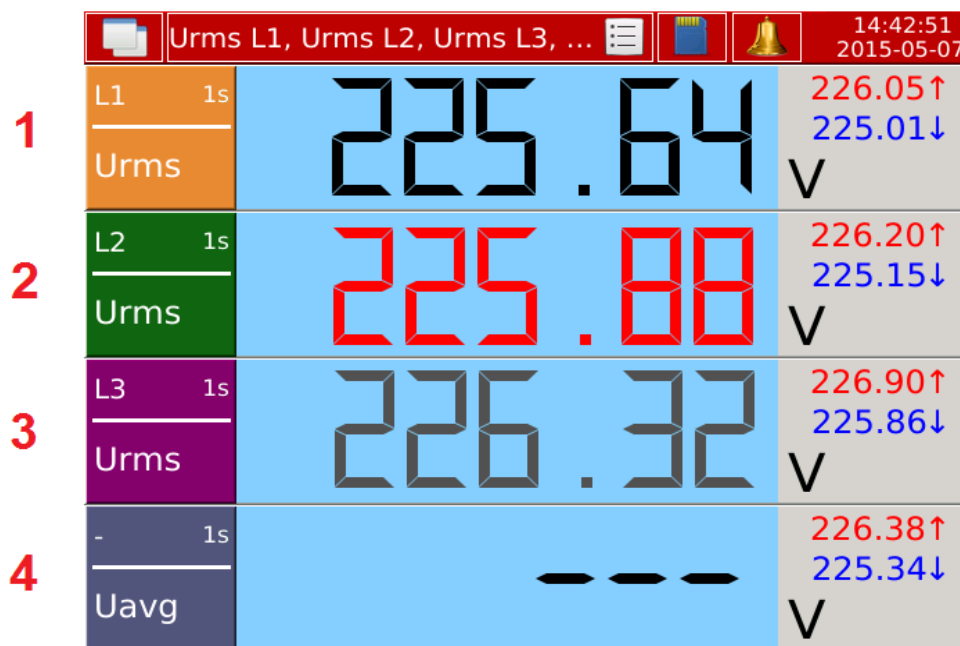 Urms L1, Urms L2, Urms L3, ...
14:42:51
2015-05-07
1
L1 1s
Urms
225.64
226.05↑
225.01↓
V
2
L2 1s
Urms
225.88
226.20↑
225.15↓
V
3
L3 1s
Urms
226.32
226.90↑
225.86↓
V
4
- 1s
Uavg
---
226.38↑
225.34↓
V